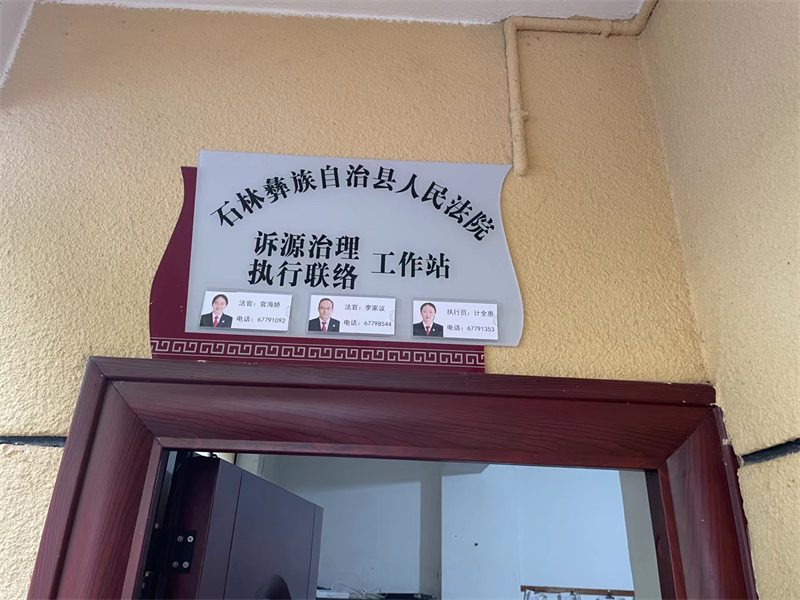 石林彝族自治县人民法院
诉源治理
执行联络
工作站
法官：官海娇
电话：67791092
法官：李家议
电话：67798544
执行员：计全惠
电话：67791353